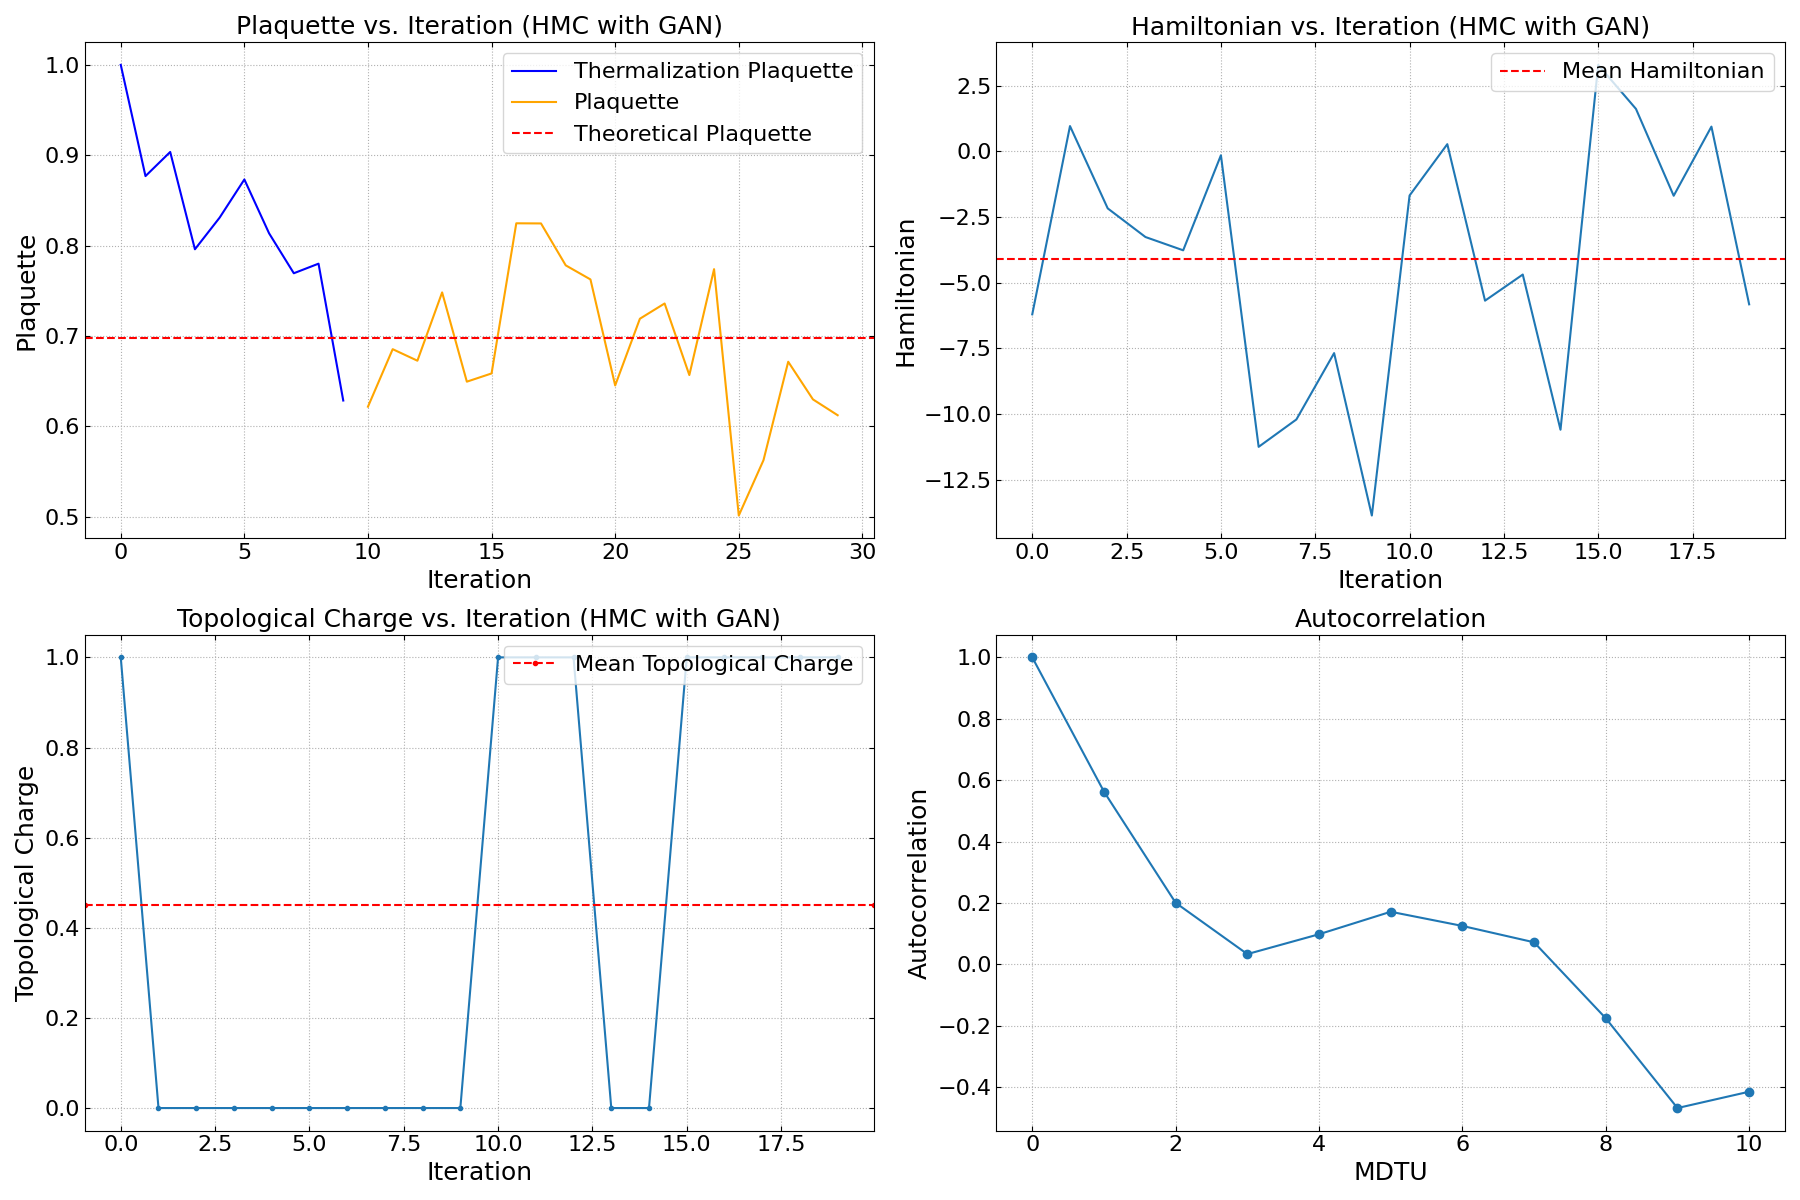 Plaquette vs. Iteration (HMC with GAN)
1.0
0.9
0.8
0.7
0.6
0.5
Plaquette
Thermalization Plaquette
Plaquette
Theoretical Plaquette
0 5 10 15 20 25 30
Iteration
Hamiltonian vs. Iteration (HMC with GAN)
2.5
0.0
−2.5
−5.0
−7.5
−10.0
−12.5
Hamiltonian
Mean Hamiltonian
0.0 2.5 5.0 7.5 10.0 12.5 15.0 17.5
Iteration
Topological Charge vs. Iteration (HMC with GAN)
1.0
0.8
0.6
0.4
0.2
0.0
Topological Charge
Mean Topological Charge
0.0 2.5 5.0 7.5 10.0 12.5 15.0 17.5
Iteration
Autocorrelation
1.0
0.8
0.6
0.4
0.2
0.0
−0.2
−0.4
Autocorrelation
0 2 4 6 8 10
MDTU